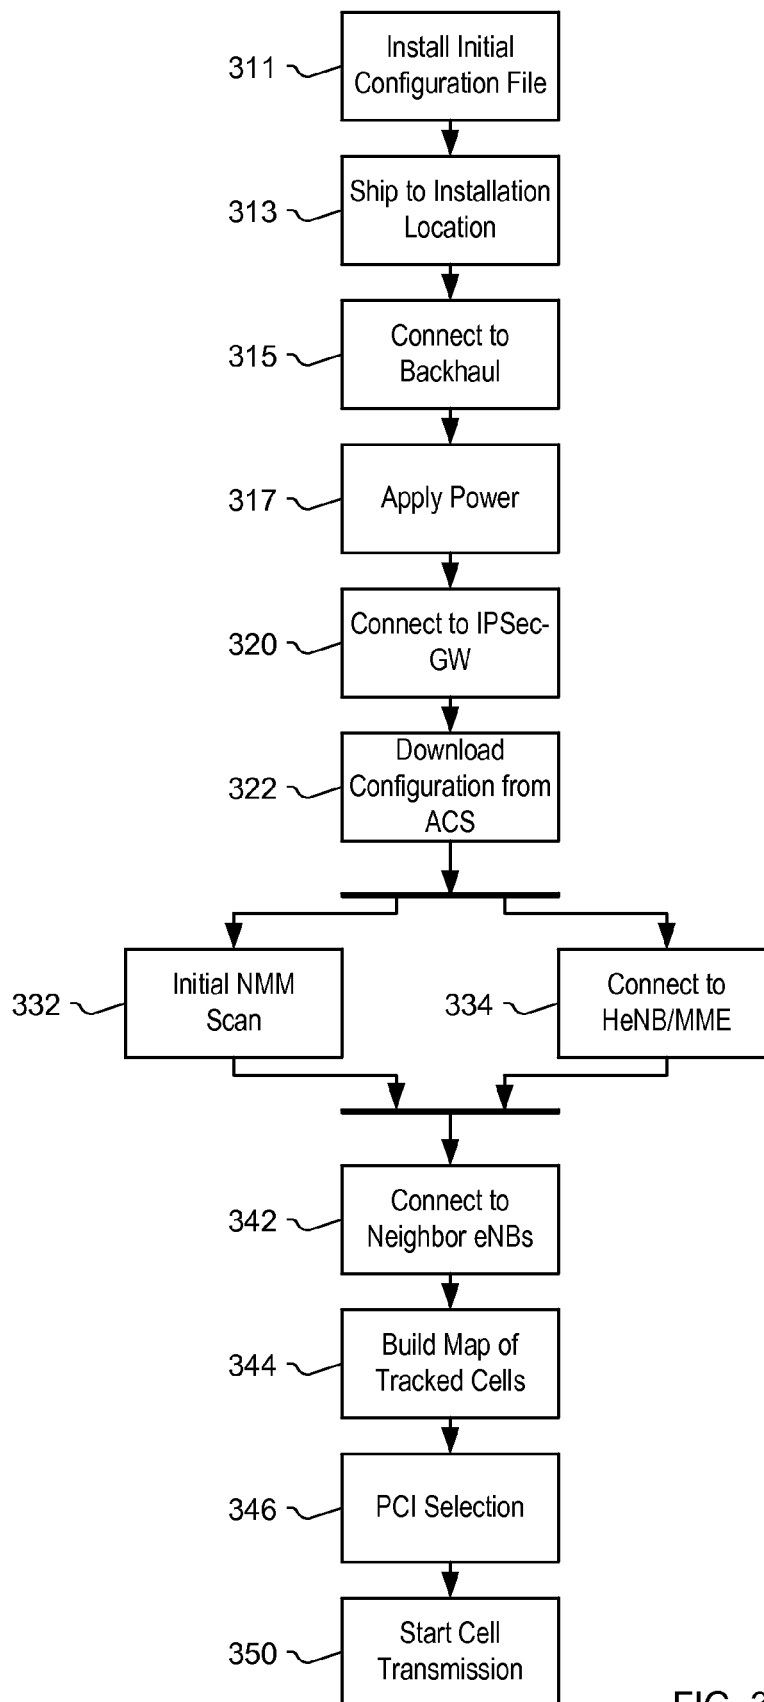 311
Install Initial
Configuration File
313
Ship to Installation
Location
315
Connect to
Backhaul
317
Apply Power
320
Connect to IPSec-
GW
322
Download
Configuration from
ACS
332
Initial NMM
Scan
334
Connect to
HeNB/MME
342
Connect to
Neighbor eNBs
344
Build Map of
Tracked Cells
346
PCI Selection
350
Start Cell
Transmission
FIG. 3